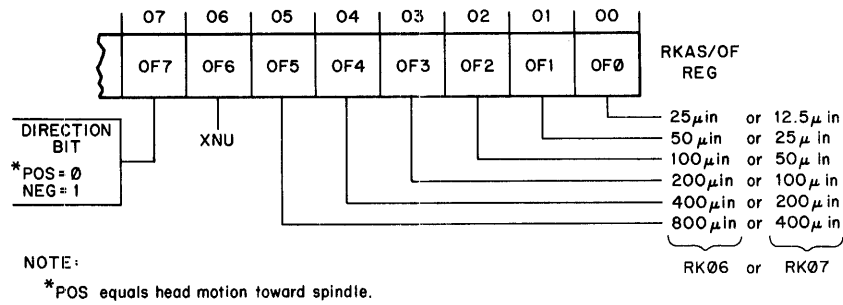 07 06 05 04 03 02 01 00
OF7 OF6 OF5 OF4 OF3 OF2 OF1 OFØ
RKAS/OF
REG
DIRECTION
BIT
*POS = Ø
NEG = 1
XNU
25µin or 12.5µ in
50µin or 25µ in
100µin or 50µ in
200µin or 100µ in
400µin or 200µ in
800µin or 400µ in
RKØ6 or RKØ7
NOTE:
*POS equals head motion toward spindle.